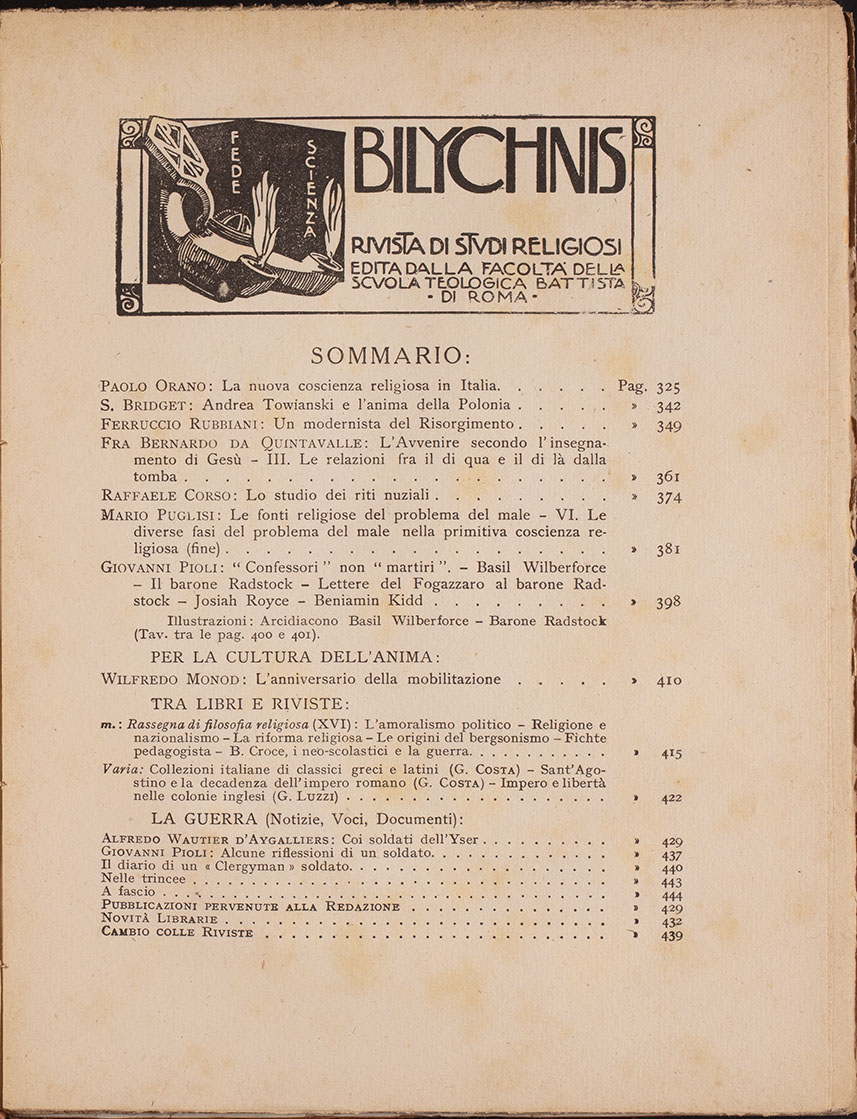 FEDE
SCIENZA
BILYCHNIS
RIVISTA DI STVDI RELIGIOSI
EDITA DALLA FACOLTÀ DELLA
SCVOLA TEOLOGICA BATTISTA
· DI ROMA ·
SOMMARIO:
PAOLO ORANO: La nuova coscienza religiosa in Italia. . . . . . Pag. 325
S. BRIDGET: Andrea Towianski e l'anima della Polonia . . . . . » 342
FERRUCCIO RUBBIANI: Un modernista del Risorgimento . . . . . » 349
FRA BERNARDO DA QUINTAVALLE: L'Avvenire secondo l'insegna-
mento di Gesù – III. Le relazioni fra il di qua e il di là dalla
tomba . . . . . . . . . . . . . . . . . . . . » 361
RAFFAELE CORSO: Lo studio dei riti nuziali . . . . . . . . . » 374
MARIO PUGLISI: Le fonti religiose del problema del male – VI. Le
diverse fasi del problema del male nella primitiva coscienza re-
ligiosa (fine) . . . . . . . . . . . . . . . . . . » 381
GIOVANNI PIOLI: “ Confessori ” non “ martiri ”. – Basil Wilberforce
– Il barone Radstock – Lettere del Fogazzaro al barone Rad-
stock – Josiah Royce – Beniamin Kidd . . . . . . . . . » 398
Illustrazioni: Arcidiacono Basil Wilberforce – Barone Radstock
(Tav. tra le pag. 400 e 401).
PER LA CULTURA DELL'ANIMA:
WILFREDO MONOD: L'anniversario della mobilitazione . . . . . » 410
TRA LIBRI E RIVISTE:
m.: Rassegna di filosofia religiosa (XVI): L'amoralismo politico – Religione e
nazionalismo – La riforma religiosa – Le origini del bergsonismo – Fichte
pedagogista – B. Croce, i neo-scolastici e la guerra. . . . . . . . . . . » 415
Varia: Collezioni italiane di classici greci e latini (G. COSTA) – Sant'Ago-
stino e la decadenza dell'impero romano (G. COSTA) – Impero e libertà
nelle colonie inglesi (G. LUZZI) . . . . . . . . . . . . . . . . . . . . » 422
LA GUERRA (Notizie, Voci, Documenti):
ALFREDO WAUTIER D'AYGALLIERS: Coi soldati dell'Yser . . . . . . . . . . » 429
GIOVANNI PIOLI: Alcune riflessioni di un soldato. . . . . . . . . . . . . . » 437
Il diario di un « Clergyman » soldato. . . . . . . . . . . . . . . . . . . . » 440
Nelle trincee . . . . . . . . . . . . . . . . . . . . . . . . . . . . . . » 443
A fascio . . . . . . . . . . . . . . . . . . . . . . . . . . . . . . . . » 444
PUBBLICAZIONI PERVENUTE ALLA REDAZIONE . . . . . . . . . . . . . . . » 429
NOVITÀ LIBRARIE . . . . . . . . . . . . . . . . . . . . . . . . . . . . » 432
CAMBIO COLLE RIVISTE . . . . . . . . . . . . . . . . . . . . . . . . . » 439